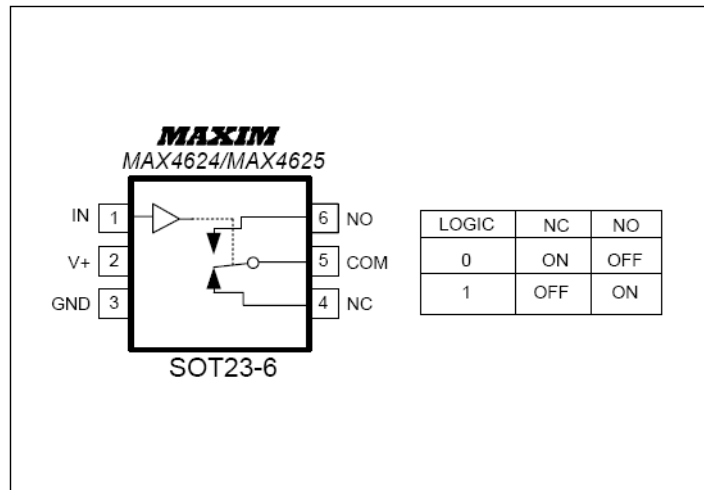 MAXIM
MAX4624/MAX4625
IN 1
V+ 2
GND 3
6 NO
5 COM
4 NC
SOT23-6
LOGIC NC NO
0 ON OFF
1 OFF ON